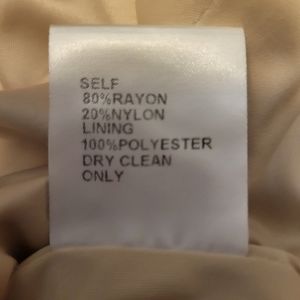 SELF
80%RAYON
20%NYLON
LINING
100%POLYESTER
DRY CLEAN
ONLY